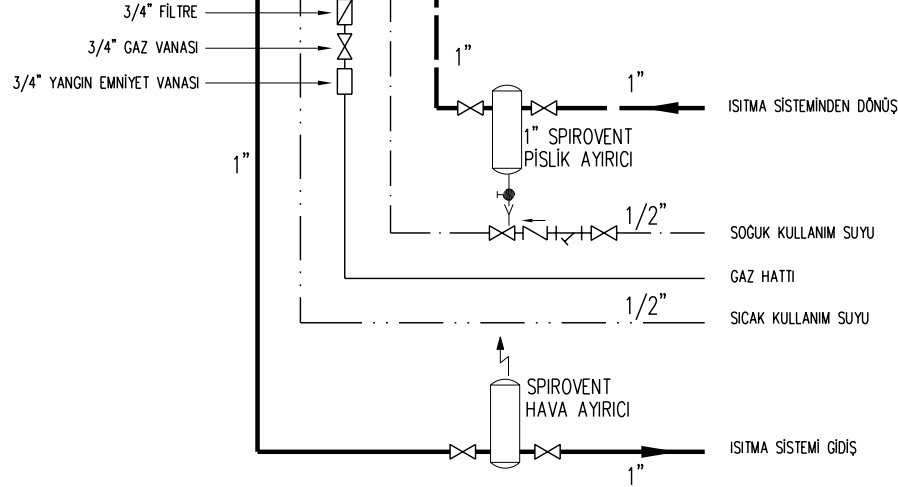 3/4" FİLTRE
3/4" GAZ VANASI
3/4" YANGIN EMNİYET VANASI
1"
1"
ISITMA SİSTEMİNDEN DÖNÜŞ
1" SPIROVENT
PİSLİK AYIRICI
1"
1/2"
SOĞUK KULLANIM SUYU
GAZ HATTI
1/2"
SICAK KULLANIM SUYU
SPIROVENT
HAVA AYIRICI
ISITMA SİSTEMİ GİDİŞ
1"